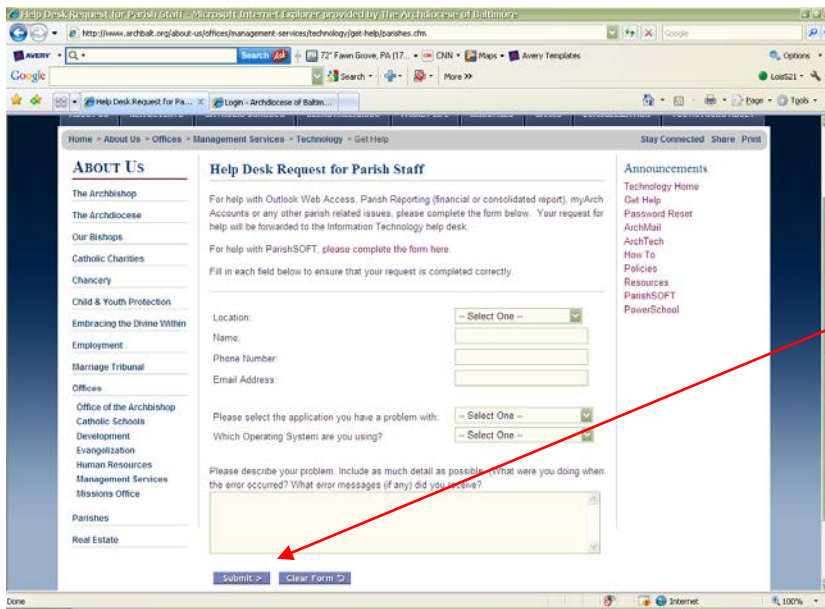 Help Desk Request for Parish Staff - Microsoft Internet Explorer provided by The Archdiocese of Baltimore
http://www.archbalt.org/about-us/offices/management-services/technology/get-help/parishes.cfm
Google
AVERY
Search
72° Fawn Grove, PA (17...
CNN
Maps
Avery Templates
Options
Google
Search
More >>
Lois521
Help Desk Request for Pa...
Login - Archdiocese of Baltim...
Page
Tools
Home > About Us > Offices > Management Services > Technology > Get Help
Stay Connected Share Print
ABOUT US
The Archbishop
The Archdiocese
Our Bishops
Catholic Charities
Chancery
Child & Youth Protection
Embracing the Divine Within
Employment
Marriage Tribunal
Offices
Office of the Archbishop
Catholic Schools
Development
Evangelization
Human Resources
Management Services
Missions Office
Parishes
Real Estate
Help Desk Request for Parish Staff
For help with Outlook Web Access, Parish Reporting (financial or consolidated report), myArch
Accounts or any other parish related issues, please complete the form below. Your request for
help will be forwarded to the Information Technology help desk.
For help with ParishSOFT, please complete the form here.
Fill in each field below to ensure that your request is completed correctly.
Location:
-- Select One --
Name:
Phone Number:
Email Address:
Please select the application you have a problem with:
-- Select One --
Which Operating System are you using?
-- Select One --
Please describe your problem. Include as much detail as possible. (What were you doing when
the error occurred? What error messages (if any) did you receive?
Submit >
Clear Form
Announcements
Technology Home
Get Help
Password Reset
ArchMail
ArchTech
How To
Policies
Resources
ParishSOFT
PowerSchool
Done
Internet
100%